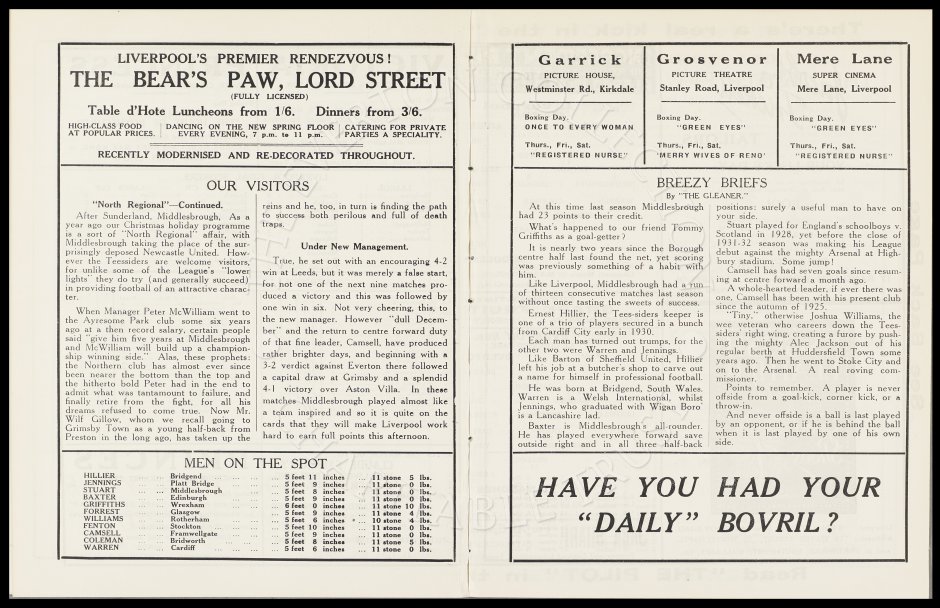 LIVERPOOL'S PREMIER RENDEZVOUS!
THE BEAR'S PAW, LORD STREET
(FULLY LICENSED)
Table d'Hote Luncheons from 1/6. Dinners from 3/6.
HIGH-CLASS FOOD
AT POPULAR PRICES.
DANCING ON THE NEW SPRING FLOOR
EVERY EVENING, 7 p.m. to 11 p.m.
CATERING FOR PRIVATE
PARTIES A SPECIALITY.
RECENTLY MODERNISED AND RE-DECORATED THROUGHOUT.
OUR VISITORS
"North Regional"—Continued.
After Sunderland, Middlesbrough, As a
year ago our Christmas holiday programme
is a sort of "North Regional" affair, with
Middlesbrough taking the place of the sur-
prisingly deposed Newcastle United. How-
ever the Teessiders are welcome visitors,
for unlike some of the League's "lower
lights" they do try (and generally succeed)
in providing football of an attractive charac-
ter.
When Manager Peter McWilliam went to
the Ayresome Park club some six years
ago at a then record salary, certain people
said "give him five years at Middlesbrough
and McWilliam will build up a champion-
ship winning side." Alas, these prophets:
the Northern club has almost ever since
been nearer the bottom than the top and
the hitherto bold Peter had in the end to
admit what was tantamount to failure, and
finally retire from the fight, for all his
dreams refused to come true. Now Mr.
Wilf Gillow, whom we recall going to
Grimsby Town as a young half-back from
Preston in the long ago, has taken up the
reins and he, too, in turn is finding the path
to success both perilous and full of death
traps.
Under New Management.
True, he set out with an encouraging 4-2
win at Leeds, but it was merely a false start,
for not one of the next nine matches pro-
duced a victory and this was followed by
one win in six. Not very cheering, this, to
the new manager. However "dull Decem-
ber" and the return to centre forward duty
of that fine leader, Camsell, have produced
rather brighter days, and beginning with a
3-2 verdict against Everton there followed
a capital draw at Grimsby and a splendid
4-1 victory over Aston Villa. In these
matches Middlesbrough played almost like
a team inspired and so it is quite on the
cards that they will make Liverpool work
hard to earn full points this afternoon.
MEN ON THE SPOT
HILLIER ... ... Bridgend ... ... 5 feet 11 inches ... 11 stone 5 lbs.
JENNINGS ... ... Platt Bridge ... ... 5 feet 9 inches ... 11 stone 0 lbs.
STUART ... ... Middlesbrough ... ... 5 feet 8 inches ... 11 stone 0 lbs.
BAXTER ... ... Edinburgh ... ... 5 feet 9 inches ... 11 stone 0 lbs.
GRIFFITHS ... ... Wrexham ... ... 6 feet 0 inches ... 11 stone 10 lbs.
FORREST ... ... Glasgow ... ... 5 feet 9 inches ... 11 stone 4 lbs.
WILLIAMS ... ... Rotherham ... ... 5 feet 6 inches ... 10 stone 4 lbs.
FENTON ... ... Stockton ... ... 5 feet 10 inches ... 11 stone 0 lbs.
CAMSELL ... ... Framwellgate ... ... 5 feet 9 inches ... 11 stone 0 lbs.
COLEMAN ... ... Bridworth ... ... 5 feet 8 inches ... 11 stone 5 lbs.
WARREN ... ... Cardiff ... ... 5 feet 6 inches ... 11 stone 0 lbs.
Garrick
PICTURE HOUSE,
Westminster Rd., Kirkdale
Boxing Day.
ONCE TO EVERY WOMAN
Thurs., Fri., Sat.
"REGISTERED NURSE"
Grosvenor
PICTURE THEATRE
Stanley Road, Liverpool
Boxing Day.
"GREEN EYES"
Thurs., Fri., Sat.
'MERRY WIVES OF RENO'
Mere Lane
SUPER CINEMA
Mere Lane, Liverpool
Boxing Day.
"GREEN EYES"
Thurs., Fri., Sat.
"REGISTERED NURSE"
BREEZY BRIEFS
By "THE GLEANER."
At this time last season Middlesbrough
had 23 points to their credit.
What's happened to our friend Tommy
Griffiths as a goal-getter?
It is nearly two years since the Borough
centre half last found the net, yet scoring
was previously something of a habit with
him.
Like Liverpool, Middlesbrough had a run
of thirteen consecutive matches last season
without once tasting the sweets of success.
Ernest Hillier, the Tees-siders keeper is
one of a trio of players secured in a bunch
from Cardiff City early in 1930.
Each man has turned out trumps, for the
other two were Warren and Jennings.
Like Barton of Sheffield United, Hillier
left his job at a butcher's shop to carve out
a name for himself in professional football.
He was born at Bridgend, South Wales.
Warren is a Welsh International, whilst
Jennings, who graduated with Wigan Boro'
is a Lancashire lad.
Baxter is Middlesbrough's all-rounder.
He has played everywhere forward save
outside right and in all three half-back
positions: surely a useful man to have on
your side.
Stuart played for England's schoolboys v.
Scotland in 1928, yet before the close of
1931-32 season was making his League
debut against the mighty Arsenal at High-
bury stadium. Some jump!
Camsell has had seven goals since resum-
ing at centre forward a month ago.
A whole-hearted leader, if ever there was
one, Camsell has been with his present club
since the autumn of 1925.
"Tiny," otherwise Joshua Williams, the
wee veteran who careers down the Tees-
siders' right wing, creating a furore by push-
ing the mighty Alec Jackson out of his
regular berth at Huddersfield Town some
years ago. Then he went to Stoke City and
on to the Arsenal. A real roving com-
missioner.
Points to remember. A player is never
offside from a goal-kick, corner kick, or a
throw-in.
And never offside is a ball is last played
by an opponent, or if he is behind the ball
when it is last played by one of his own
side.
HAVE YOU HAD YOUR
"DAILY" BOVRIL?